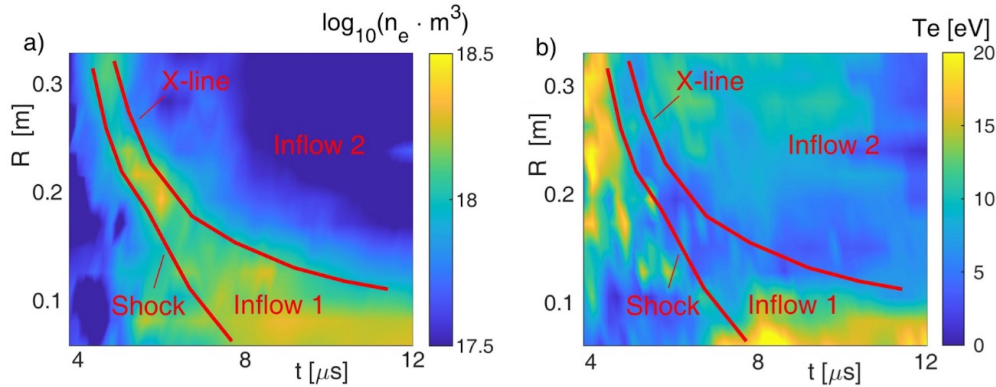 a)
log₁₀(nₑ · m³)
18.5
18
17.5
0.3
0.2
0.1
R [m]
X-line
Inflow 2
Shock
Inflow 1
4
8
12
t [μs]
b)
Te [eV]
20
15
10
5
0
0.3
0.2
0.1
R [m]
X-line
Inflow 2
Shock
Inflow 1
4
8
12
t [μs]